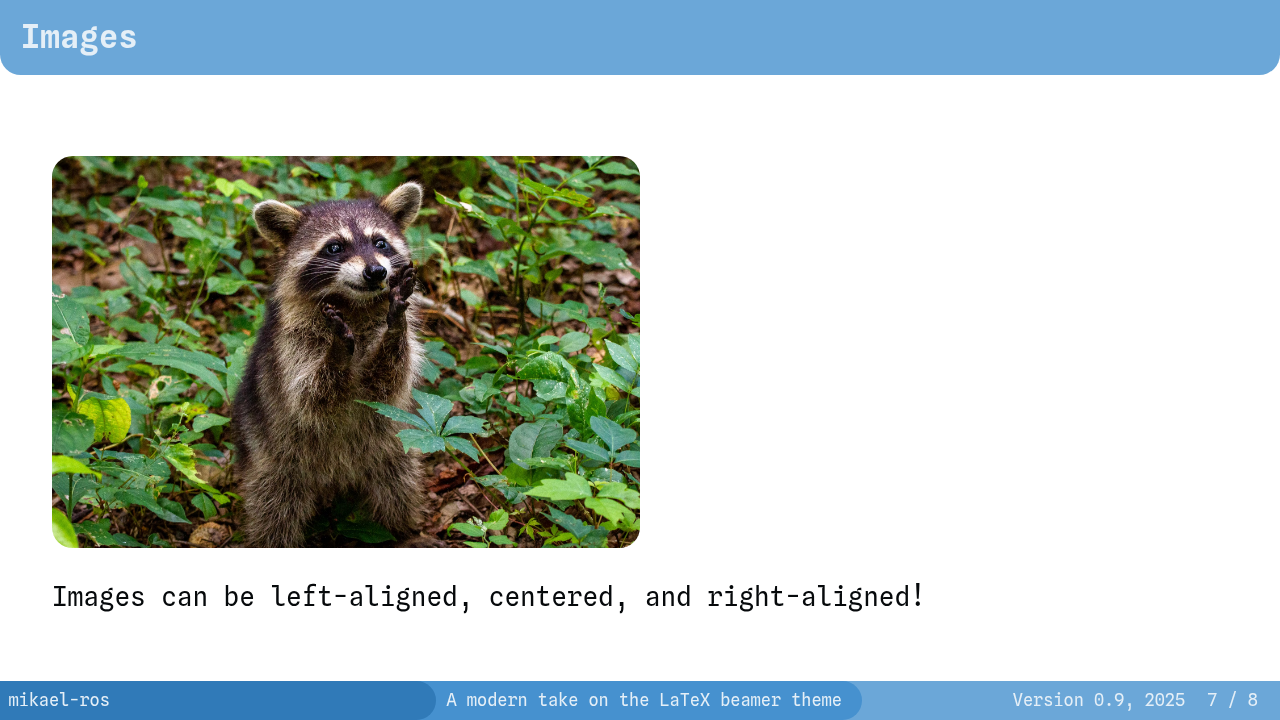 Images
Images can be left-aligned, centered, and right-aligned!
mikael-ros A modern take on the LaTeX beamer theme Version 0.9, 2025 7 / 8